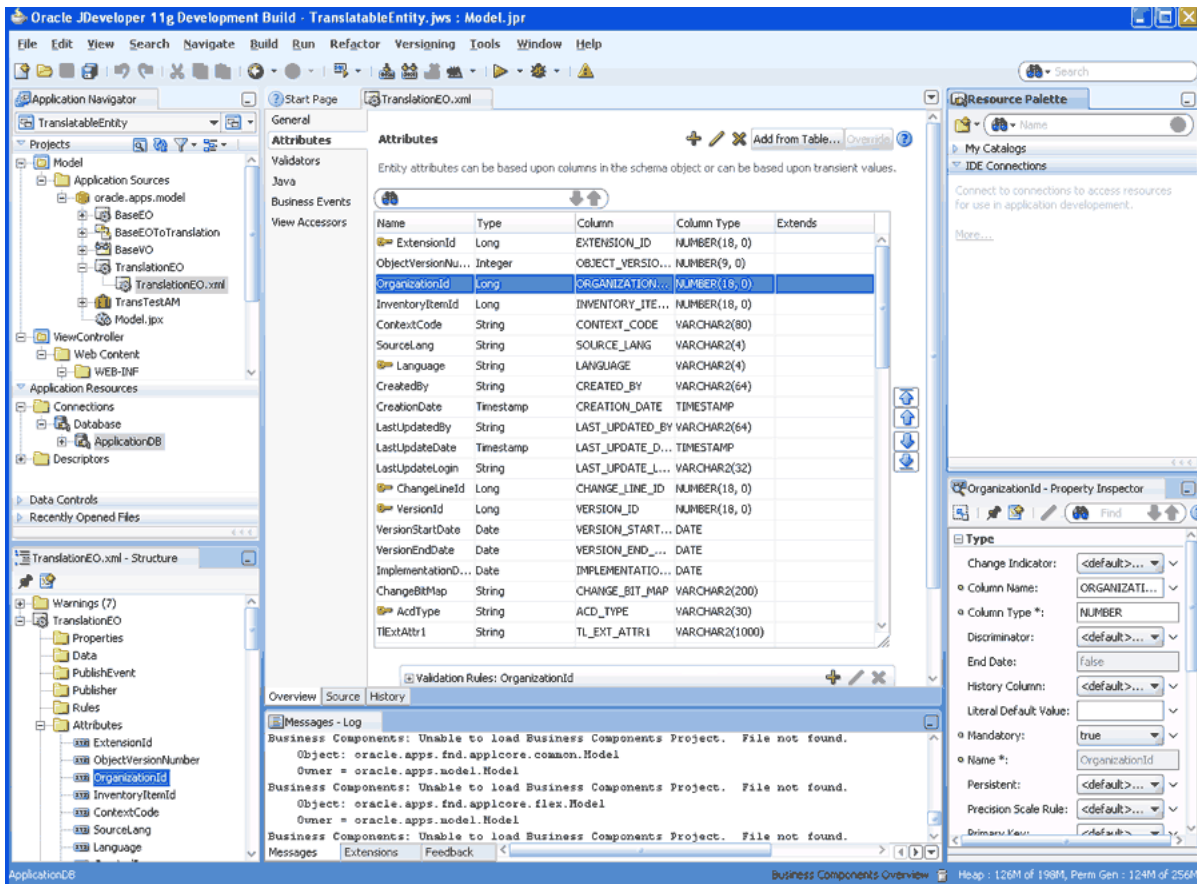 Oracle JDeveloper 11g Development Build - TranslatableEntity.jws : Model.jpr
File Edit View Search Navigate Build Run Refactor Versioning Tools Window Help
Search
Application Navigator
TranslatableEntity
Projects
Model
Application Sources
oracle.apps.model
BaseEO
BaseEOToTranslation
BaseVO
TranslationEO
TranslationEO.xml
TransTestAM
Model.jpx
ViewController
Web Content
WEB-INF
Application Resources
Connections
Database
ApplicationDB
Descriptors
Data Controls
Recently Opened Files
TranslationEO.xml - Structure
Warnings (7)
TranslationEO
Properties
Data
PublishEvent
Publisher
Rules
Attributes
ExtensionId
ObjectVersionNumber
OrganizationId
InventoryItemId
ContextCode
SourceLang
Language
Start Page TranslationEO.xml
General
Attributes
Validators
Java
Business Events
View Accessors
Attributes Add from Table... Override
Entity attributes can be based upon columns in the schema object or can be based upon transient values.
Name Type Column Column Type Extends
ExtensionId Long EXTENSION_ID NUMBER(18, 0)
ObjectVersionNu... Integer OBJECT_VERSIO... NUMBER(9, 0)
OrganizationId Long ORGANIZATION... NUMBER(18, 0)
InventoryItemId Long INVENTORY_ITE... NUMBER(18, 0)
ContextCode String CONTEXT_CODE VARCHAR2(80)
SourceLang String SOURCE_LANG VARCHAR2(4)
Language String LANGUAGE VARCHAR2(4)
CreatedBy String CREATED_BY VARCHAR2(64)
CreationDate Timestamp CREATION_DATE TIMESTAMP
LastUpdatedBy String LAST_UPDATED_BY VARCHAR2(64)
LastUpdateDate Timestamp LAST_UPDATE_D... TIMESTAMP
LastUpdateLogin String LAST_UPDATE_L... VARCHAR2(32)
ChangeLineId Long CHANGE_LINE_ID NUMBER(18, 0)
VersionId Long VERSION_ID NUMBER(18, 0)
VersionStartDate Date VERSION_START... DATE
VersionEndDate Date VERSION_END_... DATE
ImplementationD... Date IMPLEMENTATIO... DATE
ChangeBitMap String CHANGE_BIT_MAP VARCHAR2(200)
AcdType String ACD_TYPE VARCHAR2(30)
TlExtAttr1 String TL_EXT_ATTR1 VARCHAR2(1000)
Validation Rules: OrganizationId
Overview Source History
Messages - Log
Business Components: Unable to load Business Components Project. File not found.
Object: oracle.apps.fnd.applcore.common.Model
Owner = oracle.apps.model.Model
Business Components: Unable to load Business Components Project. File not found.
Object: oracle.apps.fnd.applcore.flex.Model
Owner = oracle.apps.model.Model
Business Components: Unable to load Business Components Project. File not found.
Messages Extensions Feedback
Resource Palette
Name
My Catalogs
IDE Connections
Connect to connections to access resources
for use in application developement.
More...
OrganizationId - Property Inspector
Find
Type
Change Indicator: <default>...
Column Name: ORGANIZATI...
Column Type *: NUMBER
Discriminator: <default>...
End Date: false
History Column: <default>...
Literal Default Value:
Mandatory: true
Name *: OrganizationId
Persistent: <default>...
Precision Scale Rule: <default>...
Primary Key: <default>...
ApplicationDB Business Components Overview Heap : 126M of 198M, Perm Gen : 124M of 256M